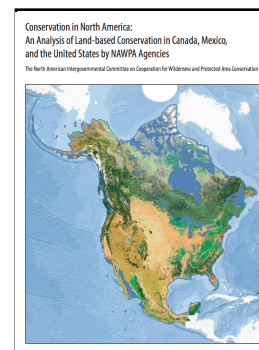 Conservation in North America:
An Analysis of Land-based Conservation in Canada, Mexico,
and the United States by NAWPA Agencies
The North American Intergovernmental Committee on Cooperation for Wilderness and Protected Area Conservation